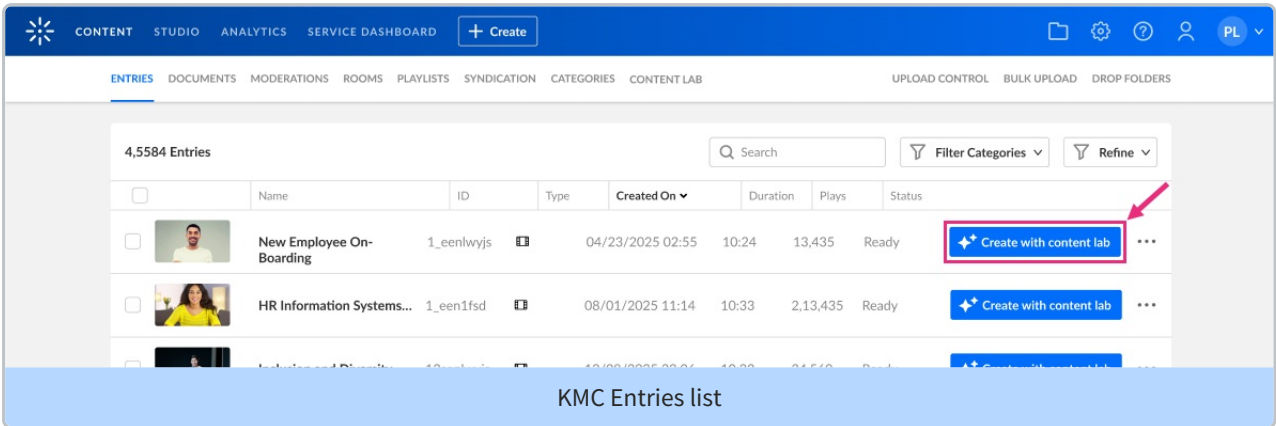 CONTENT STUDIO ANALYTICS SERVICE DASHBOARD + Create PL
ENTRIES DOCUMENTS MODERATIONS ROOMS PLAYLISTS SYNDICATION CATEGORIES CONTENT LAB UPLOAD CONTROL BULK UPLOAD DROP FOLDERS
4,5584 Entries Search Filter Categories Refine
Name ID Type Created On Duration Plays Status
New Employee On-
Boarding 1_eenlwyjs 04/23/2025 02:55 10:24 13,435 Ready Create with content lab
HR Information Systems... 1_een1fsd 08/01/2025 11:14 10:33 2,13,435 Ready Create with content lab
KMC Entries list